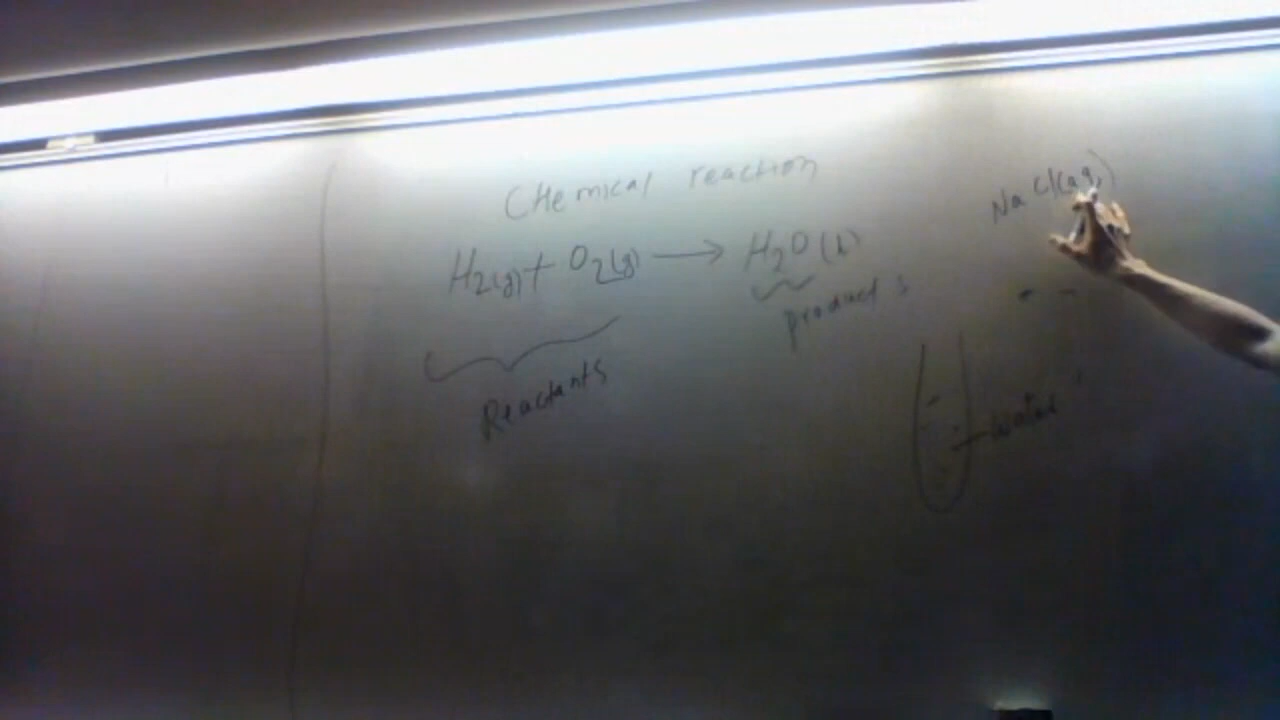 CHemical reaction
H2(g) + O2(g) → H2O (l)
products
Reactants
NaCl(aq)
water